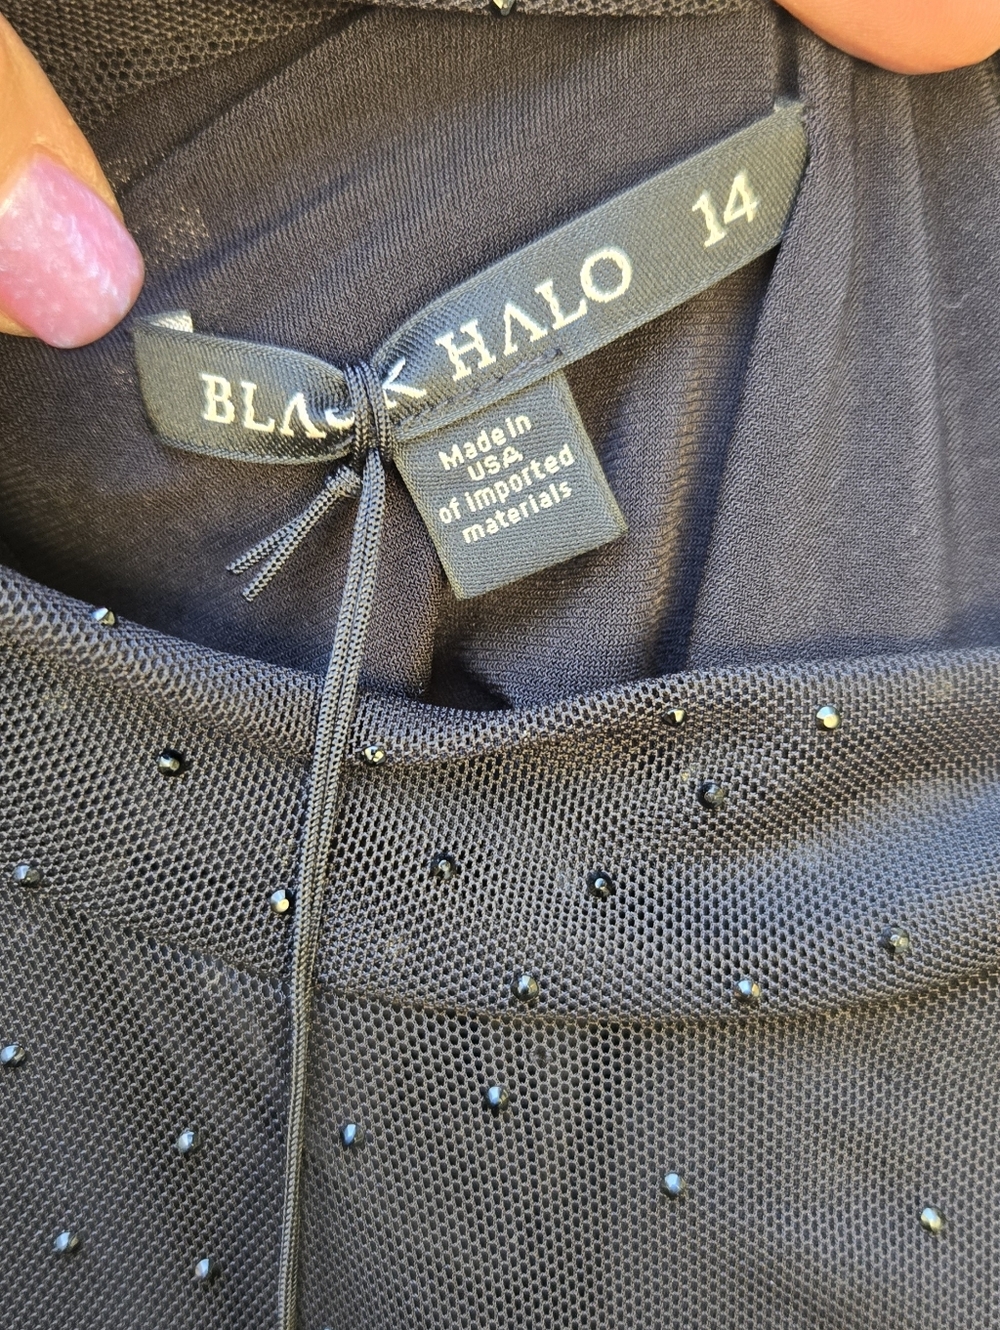 BLACK HALO 14
Made in
USA
of imported
materials